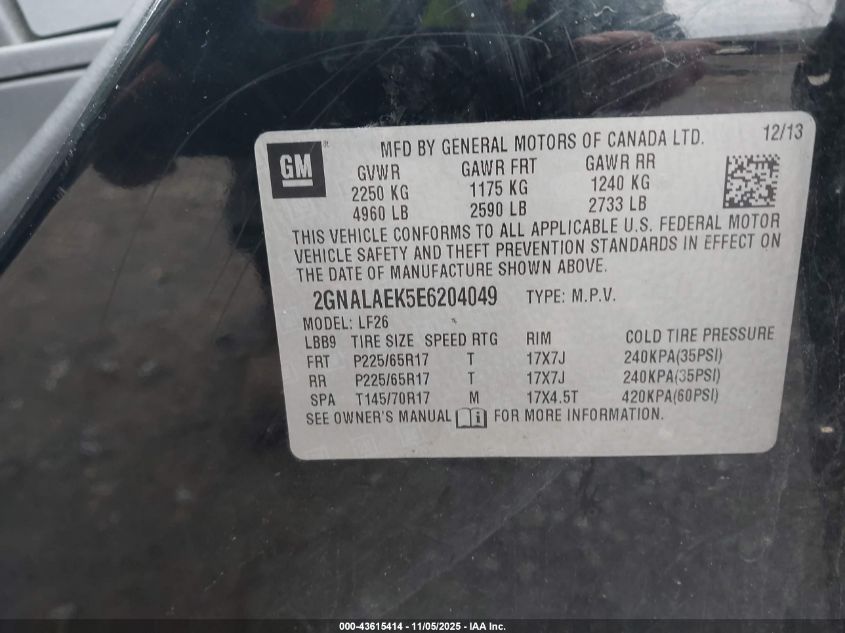 GM
MFD BY GENERAL MOTORS OF CANADA LTD. 12/13
GVWR GAWR FRT GAWR RR
2250 KG 1175 KG 1240 KG
4960 LB 2590 LB 2733 LB
THIS VEHICLE CONFORMS TO ALL APPLICABLE U.S. FEDERAL MOTOR
VEHICLE SAFETY AND THEFT PREVENTION STANDARDS IN EFFECT ON
THE DATE OF MANUFACTURE SHOWN ABOVE.
2GNALAEK5E6204049 TYPE: M.P.V.
MODEL: LF26
LBB9 TIRE SIZE SPEED RTG RIM COLD TIRE PRESSURE
FRT P225/65R17 T 17X7J 240KPA(35PSI)
RR P225/65R17 T 17X7J 240KPA(35PSI)
SPA T145/70R17 M 17X4.5T 420KPA(60PSI)
SEE OWNER'S MANUAL FOR MORE INFORMATION.
000-43615414 - 11/05/2025 - IAA Inc.